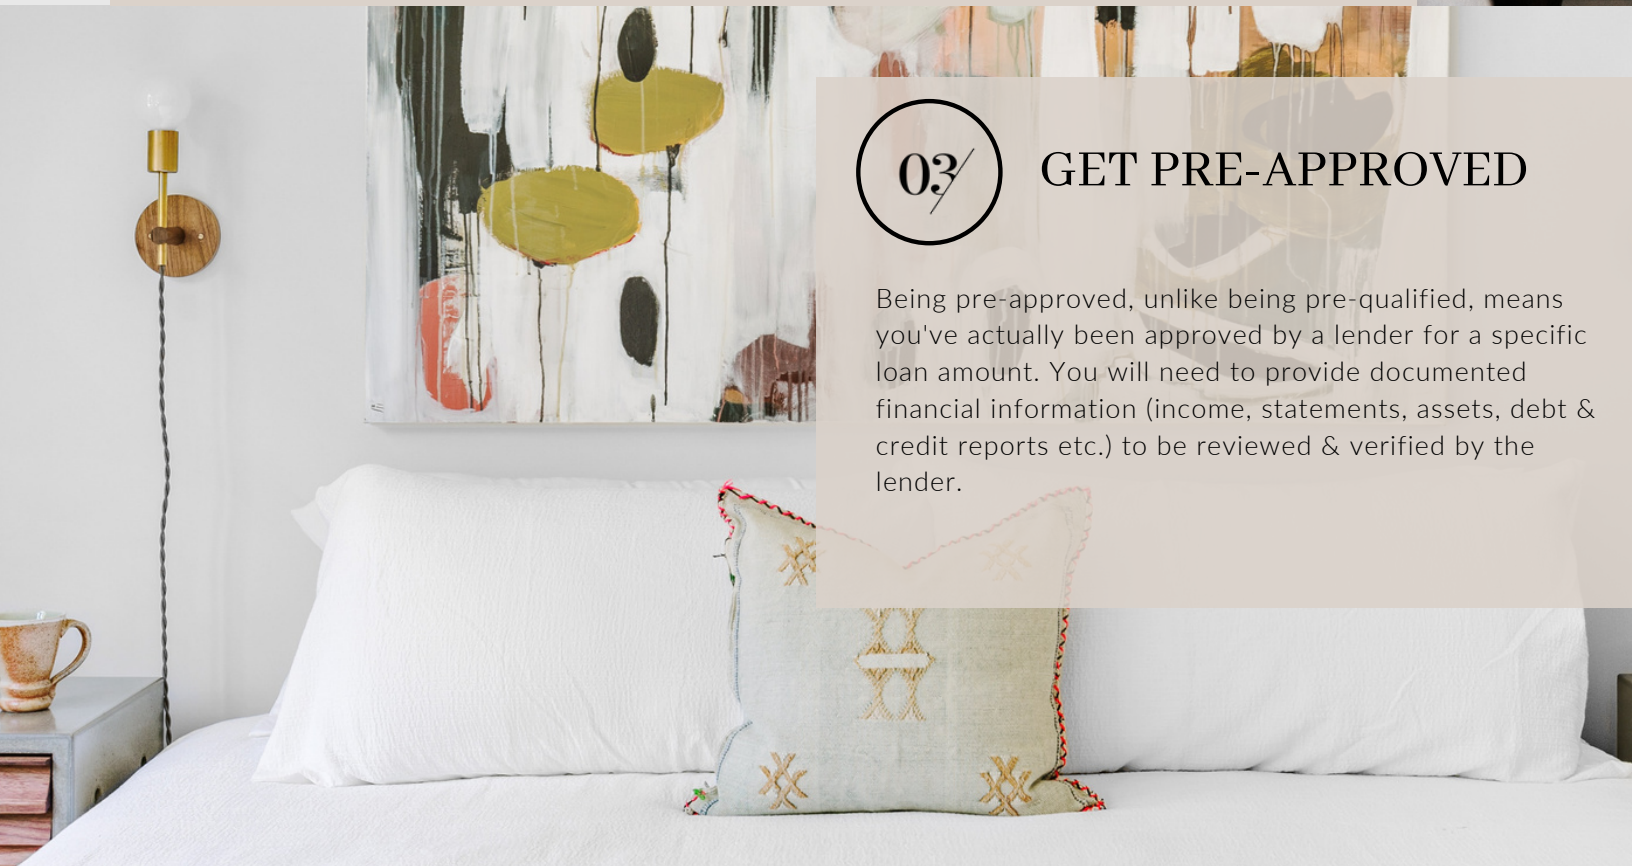 03
GET PRE-APPROVED
Being pre-approved, unlike being pre-qualified, means
you've actually been approved by a lender for a specific
loan amount. You will need to provide documented
financial information (income, statements, assets, debt &
credit reports etc.) to be reviewed & verified by the
lender.